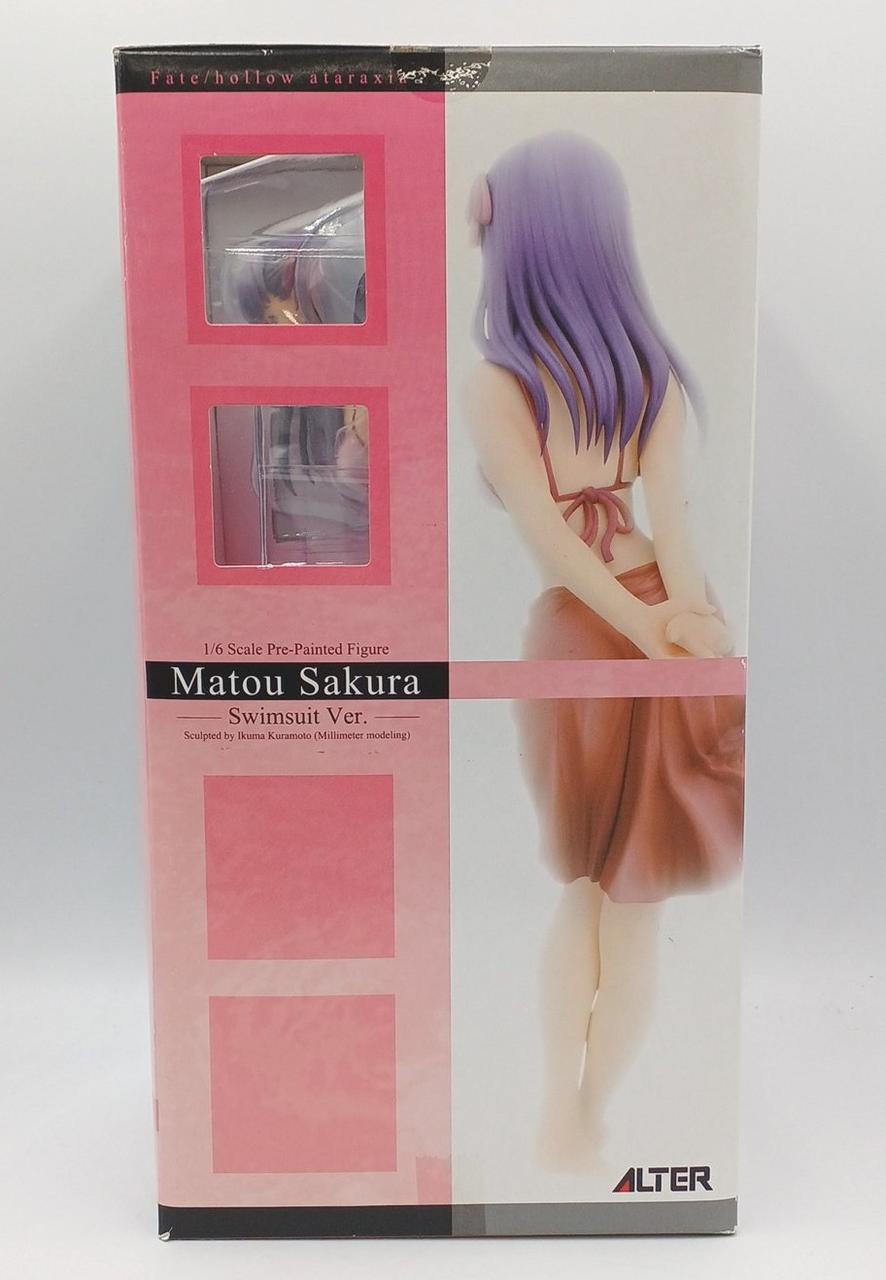 Fate/hollow ataraxia
1/6 Scale Pre-Painted Figure
Matou Sakura
Swimsuit Ver.
Sculpted by Ikuma Kuramoto (Millimeter modeling)
ALTER